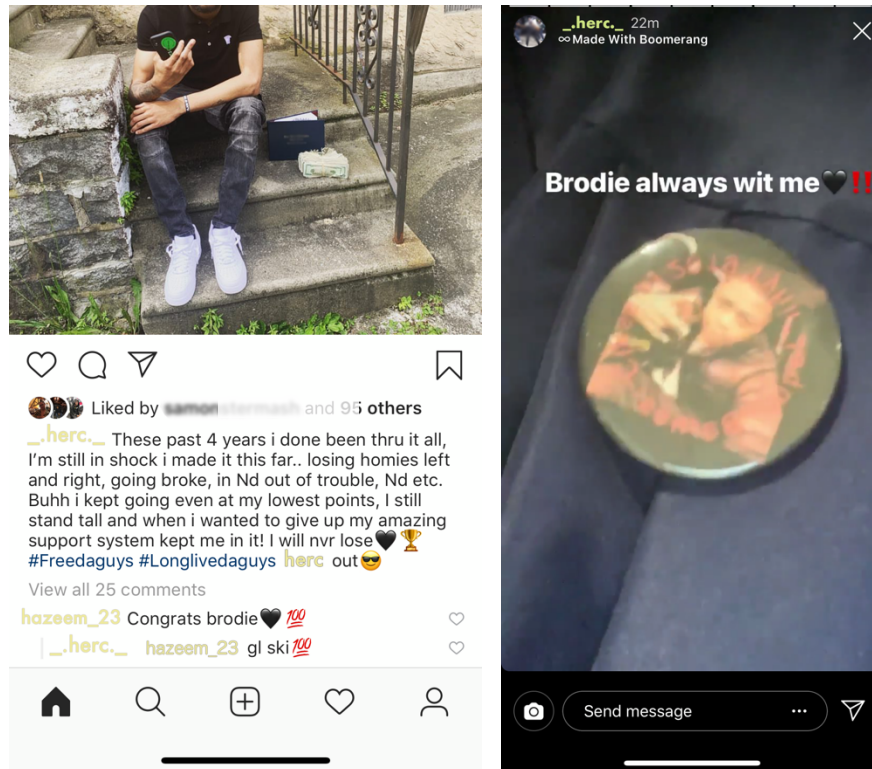 Liked by and 95 others
_.herc._ These past 4 years i done been thru it all,
I'm still in shock i made it this far.. losing homies left
and right, going broke, in Nd out of trouble, Nd etc.
Buhh i kept going even at my lowest points, I still
stand tall and when i wanted to give up my amazing
support system kept me in it! I will nvr lose🖤 🏆
#Freedaguys #Longlivedaguys herc out😎
View all 25 comments
hazeem_23 Congrats brodie🖤 💯
_.herc._ hazeem_23 gl ski💯
_.herc._ 22m
∞ Made With Boomerang
Brodie always wit me🖤‼️
Send message